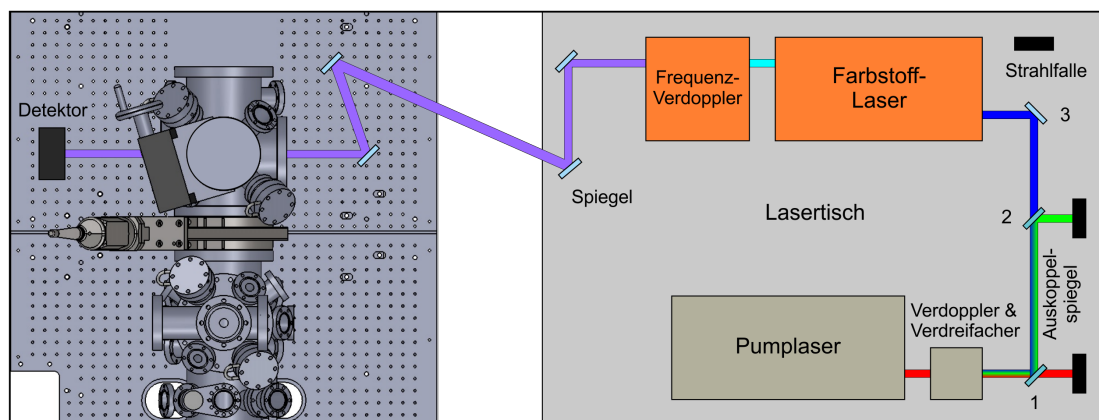 Detektor
Spiegel
Frequenz-
Verdoppler
Farbstoff-
Laser
Strahlfalle
3
Lasertisch
2
Auskoppel-
spiegel
Pumplaser
Verdoppler &
Verdreifacher
1